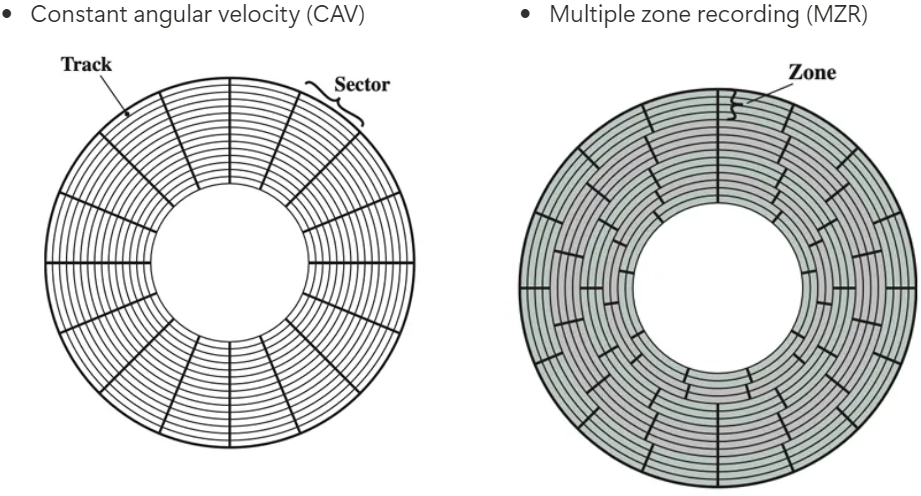 • Constant angular velocity (CAV)
Track
Sector
• Multiple zone recording (MZR)
Zone